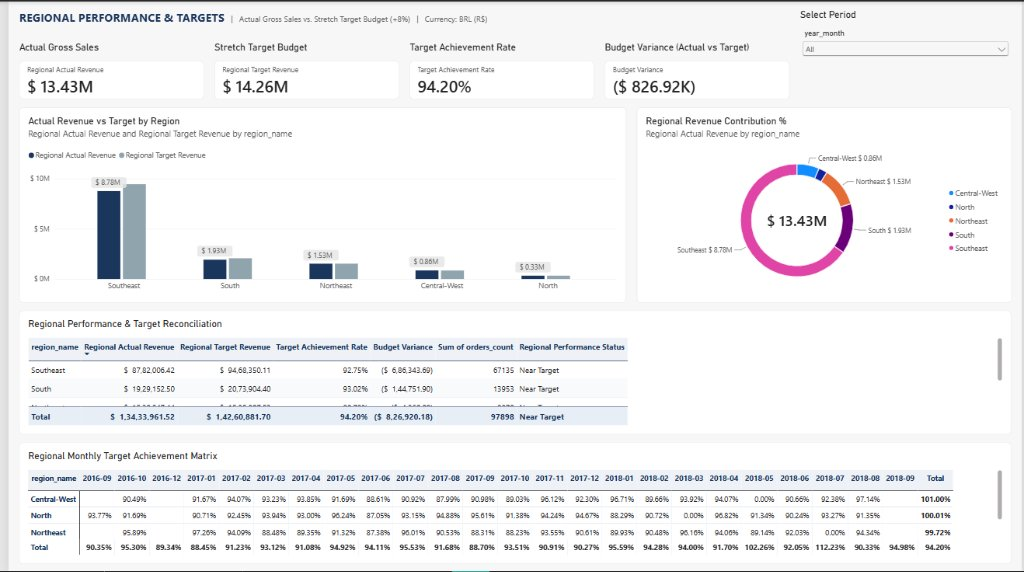 REGIONAL PERFORMANCE & TARGETS | Actual Gross Sales vs. Stretch Target Budget (+8%) | Currency: BRL (R$)
Select Period
year_month
All
Actual Gross Sales
Stretch Target Budget
Target Achievement Rate
Budget Variance (Actual vs Target)
Regional Actual Revenue
$ 13.43M
Regional Target Revenue
$ 14.26M
Target Achievement Rate
94.20%
Budget Variance
($ 826.92K)
Actual Revenue vs Target by Region
Regional Actual Revenue and Regional Target Revenue by region_name
Regional Actual Revenue Regional Target Revenue
$ 10M
$ 5M
$ 0M
$ 8.78M
$ 1.93M
$ 1.53M
$ 0.86M
$ 0.33M
Southeast South Northeast Central-West North
Regional Revenue Contribution %
Regional Actual Revenue by region_name
Central-West $ 0.86M
Northeast $ 1.53M
South $ 1.93M
Southeast $ 8.78M
$ 13.43M
Central-West
North
Northeast
South
Southeast
Regional Performance & Target Reconciliation
region_name Regional Actual Revenue Regional Target Revenue Target Achievement Rate Budget Variance Sum of orders_count Regional Performance Status
Southeast $ 87,82,006.42 $ 94,68,350.11 92.75% ($ 6,86,343.69) 67135 Near Target
South $ 19,29,152.50 $ 20,73,904.40 93.02% ($ 1,44,751.90) 13953 Near Target
Total $ 1,34,33,961.52 $ 1,42,60,881.70 94.20% ($ 8,26,920.18) 97898 Near Target
Regional Monthly Target Achievement Matrix
region_name 2016-09 2016-10 2016-12 2017-01 2017-02 2017-03 2017-04 2017-05 2017-06 2017-07 2017-08 2017-09 2017-10 2017-11 2017-12 2018-01 2018-02 2018-03 2018-04 2018-05 2018-06 2018-07 2018-08 2018-09 Total
Central-West 90.49% 91.67% 94.07% 93.23% 93.85% 91.69% 88.61% 90.92% 87.99% 90.98% 89.03% 96.12% 92.30% 96.71% 89.66% 93.92% 94.07% 0.00% 90.66% 92.38% 97.14% 101.00%
North 93.77% 91.69% 90.71% 92.45% 93.94% 93.00% 96.24% 87.05% 93.15% 94.88% 95.61% 91.38% 94.24% 94.67% 88.29% 90.72% 0.00% 96.82% 91.34% 90.24% 93.27% 91.35% 100.01%
Northeast 95.89% 97.26% 94.09% 88.48% 89.35% 91.32% 87.38% 96.01% 90.53% 88.31% 88.23% 93.55% 90.61% 89.93% 90.48% 96.16% 94.06% 89.14% 92.03% 0.00% 94.34% 99.72%
Total 90.35% 95.30% 89.34% 88.45% 91.23% 93.12% 91.08% 94.92% 94.11% 95.53% 91.68% 88.70% 93.51% 90.91% 90.27% 95.59% 94.28% 94.00% 91.70% 102.26% 92.05% 112.23% 90.33% 94.98% 94.20%